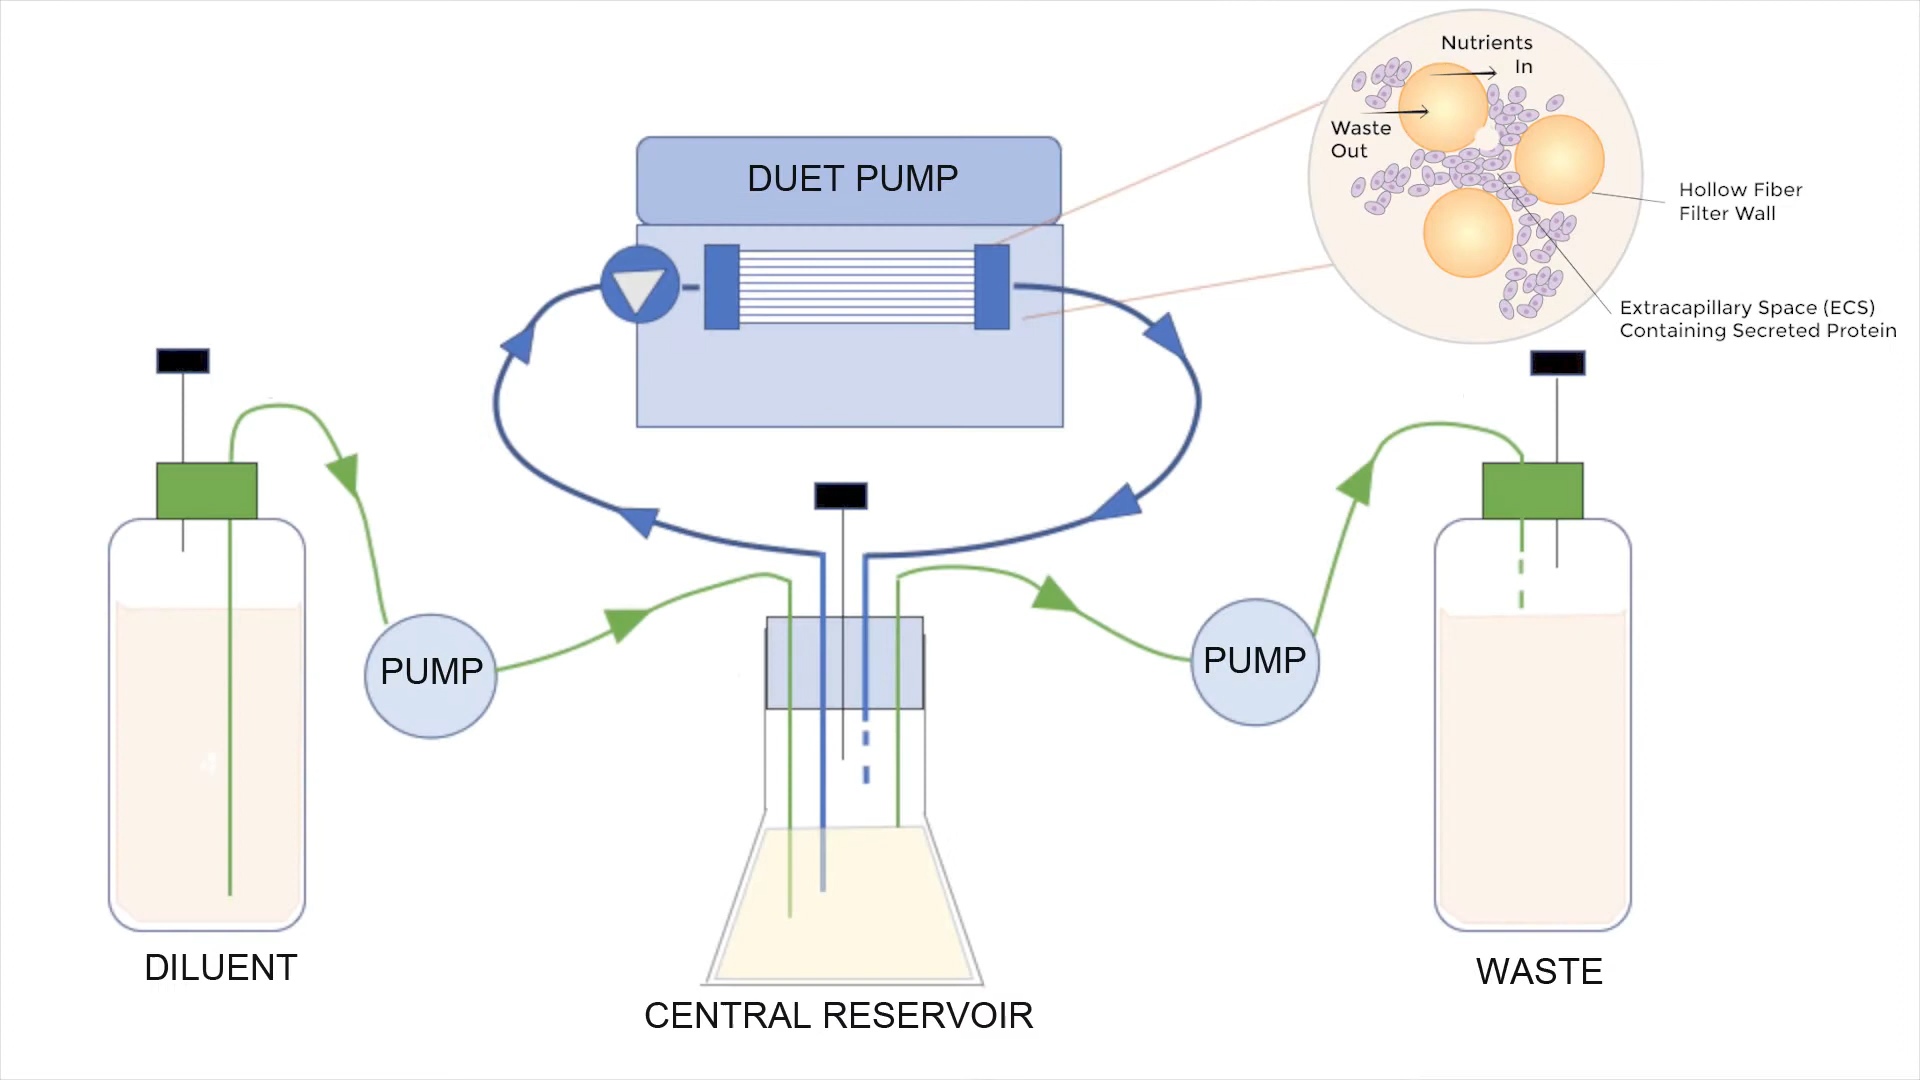 Nutrients
In
Waste
Out
DUET PUMP
Hollow Fiber
Filter Wall
Extracapillary Space (ECS)
Containing Secreted Protein
PUMP
PUMP
DILUENT
WASTE
CENTRAL RESERVOIR